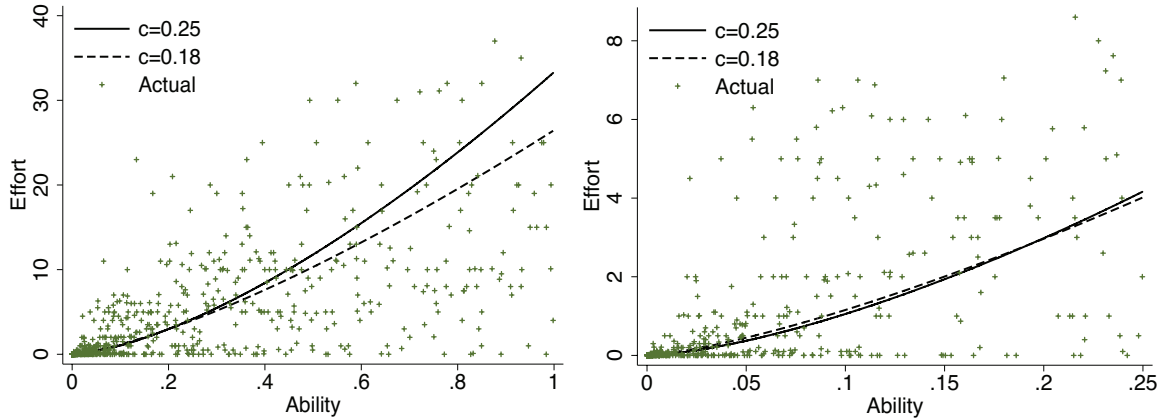 40
30
20
10
0
Effort
c=0.25
c=0.18
Actual
0 .2 .4 .6 .8 1
Ability
8
6
4
2
0
Effort
c=0.25
c=0.18
Actual
0 .05 .1 .15 .2 .25
Ability